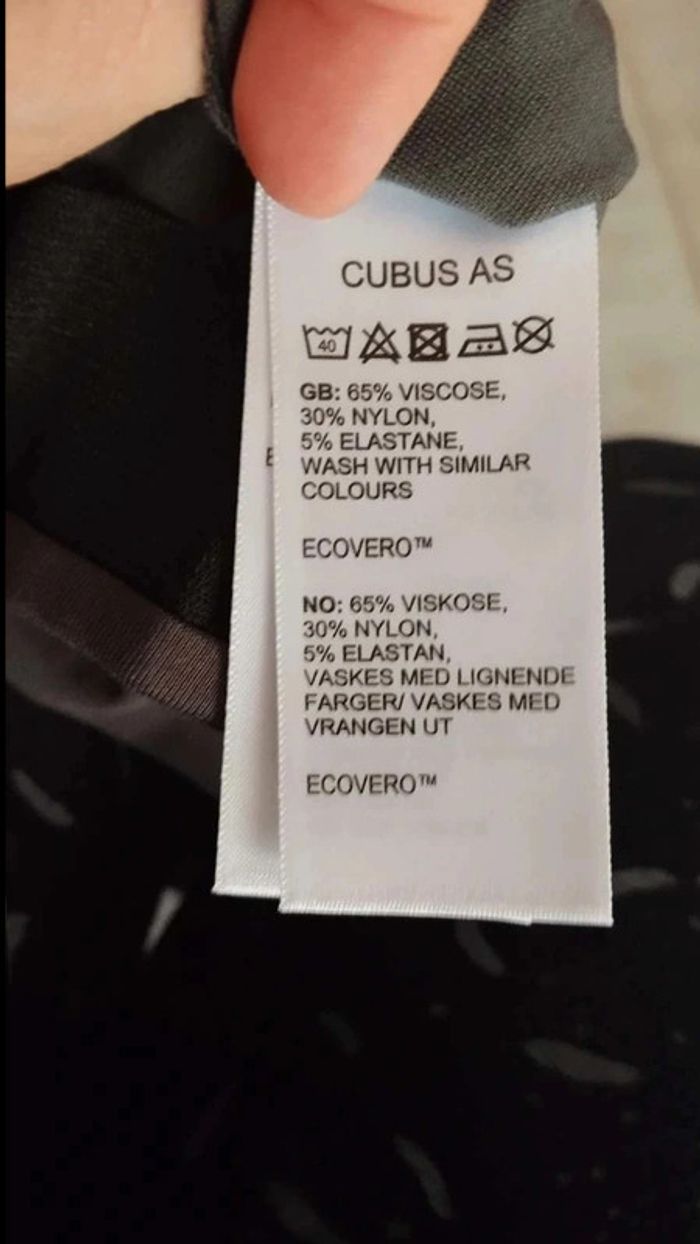 CUBUS AS
40
GB: 65% VISCOSE,
30% NYLON,
5% ELASTANE,
WASH WITH SIMILAR
COLOURS
ECOVERO™
NO: 65% VISKOSE,
30% NYLON,
5% ELASTAN,
VASKES MED LIGNENDE
FARGER/ VASKES MED
VRANGEN UT
ECOVERO™